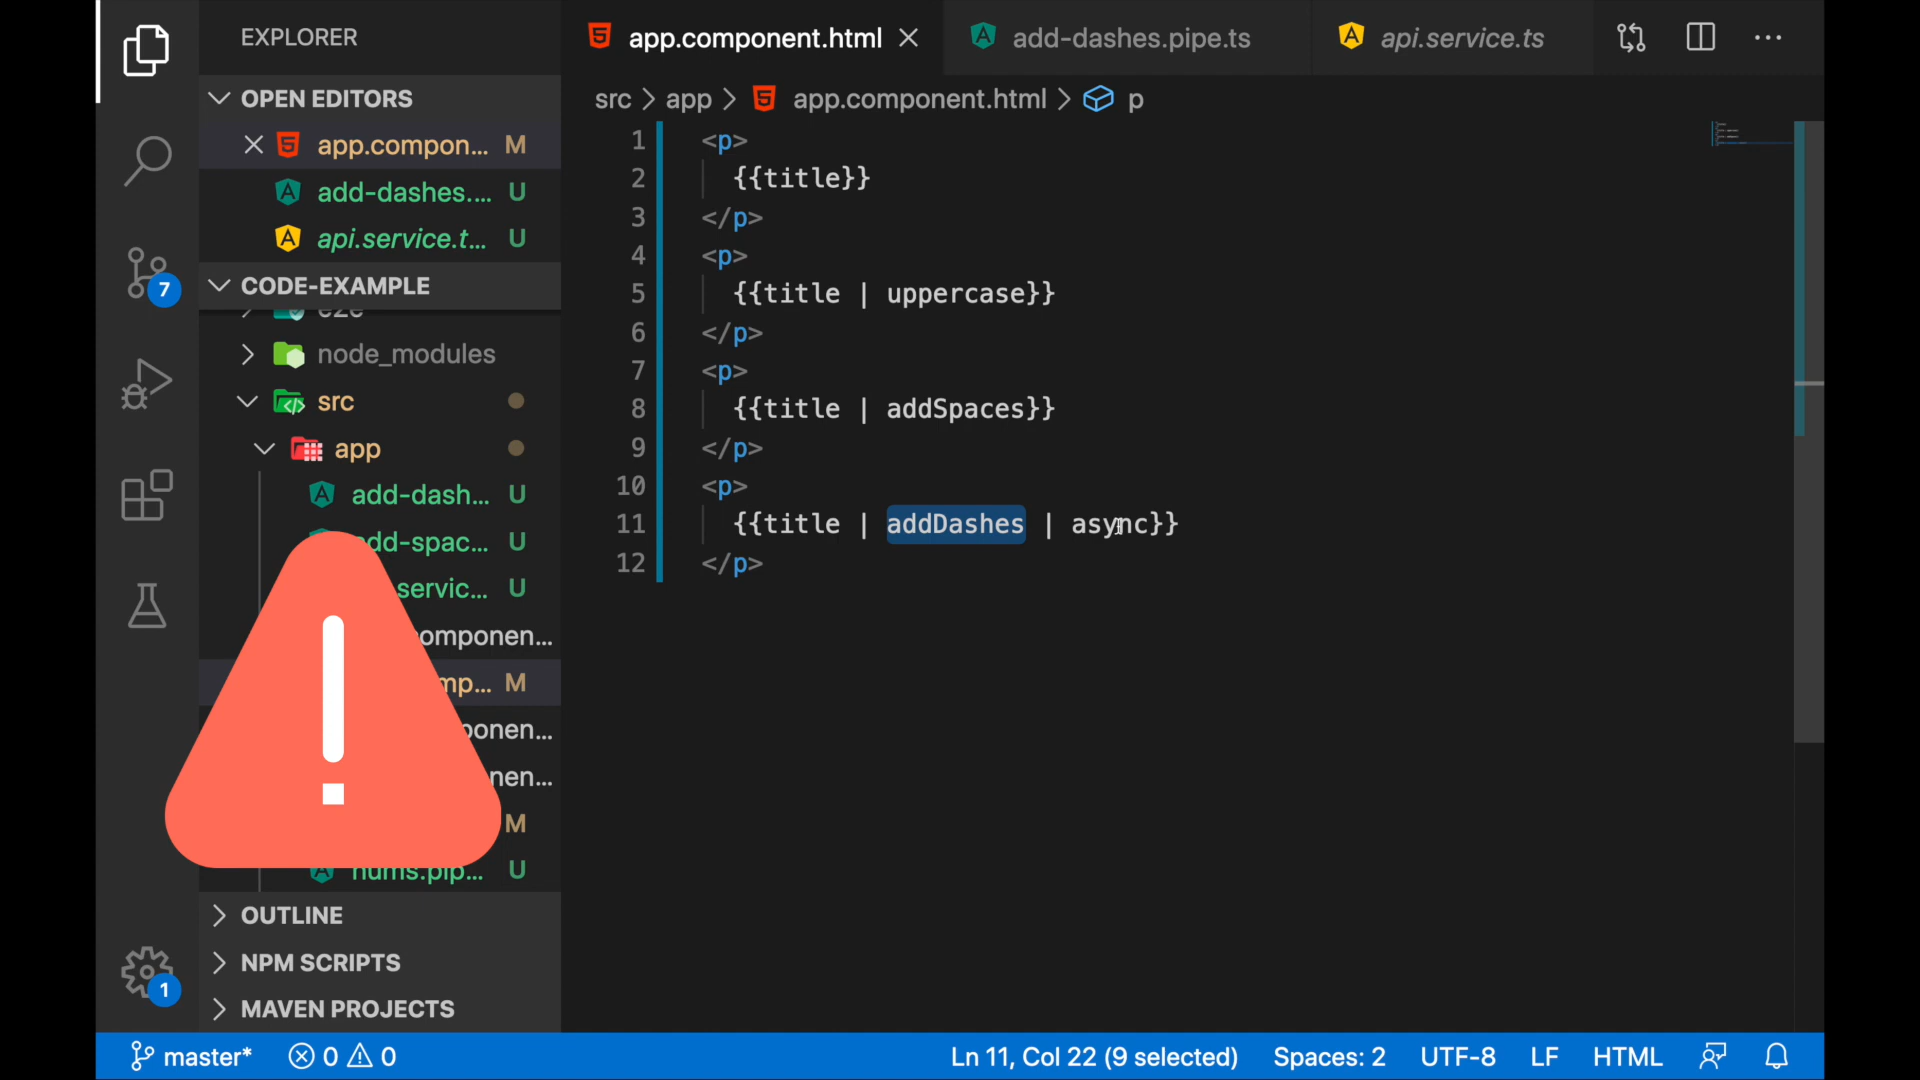 EXPLORER
OPEN EDITORS
app.compon... M
add-dashes.... U
api.service.t... U
CODE-EXAMPLE
node_modules
src
app
add-dash... U
add-spac... U
servic... U
omponen...
mp... M
onen...
nen...
M
nums.pip... U
OUTLINE
NPM SCRIPTS
MAVEN PROJECTS
7
1
app.component.html
add-dashes.pipe.ts
api.service.ts
src > app > app.component.html > p
1 <p>
2 {{title}}
3 </p>
4 <p>
5 {{title | uppercase}}
6 </p>
7 <p>
8 {{title | addSpaces}}
9 </p>
10 <p>
11 {{title | addDashes | async}}
12 </p>
master* 0 0 Ln 11, Col 22 (9 selected) Spaces: 2 UTF-8 LF HTML